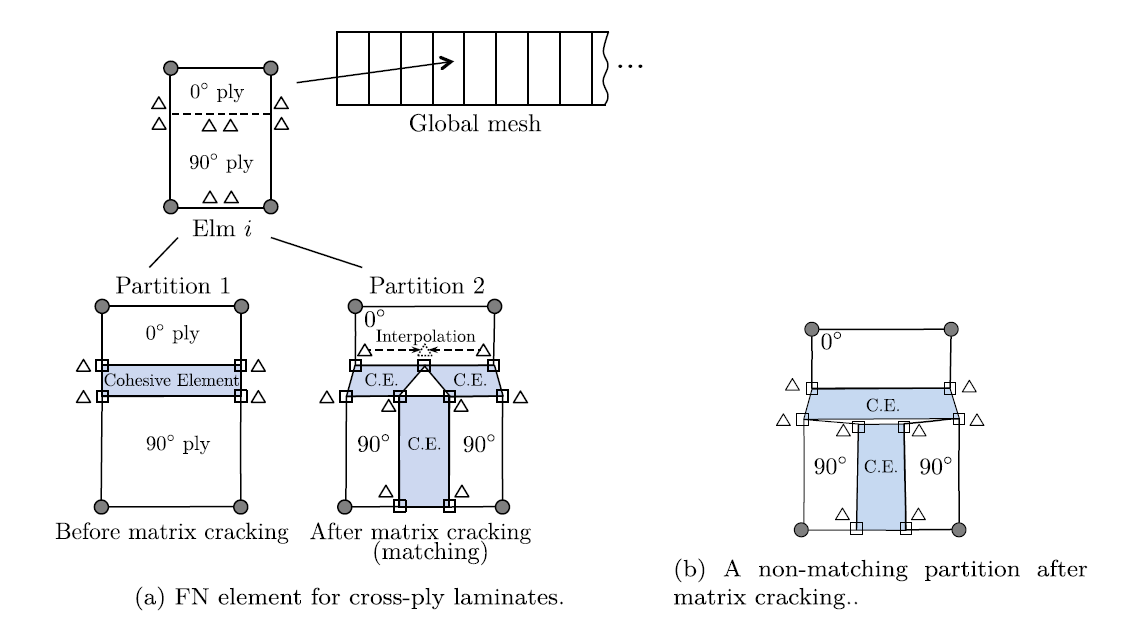 0° ply
90° ply
Elm i
...
Global mesh
Partition 1
0° ply
Cohesive Element
90° ply
Before matrix cracking
Partition 2
0°
Interpolation
C.E.
C.E.
90°
C.E.
90°
After matrix cracking
(matching)
(a) FN element for cross-ply laminates.
0°
C.E.
90°
C.E.
90°
(b) A non-matching partition after
matrix cracking..